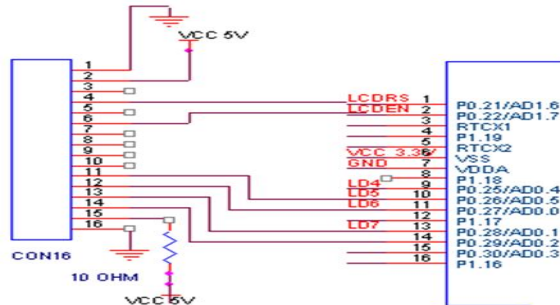 VCC 5V
1
2
3
4
5
6
7
8
9
10
11
12
13
14
15
16
CON16
10 OHM
VCC 5V
LCDRS
LCDEN
VCC 3.3V
GND
LD4
LD5
LD6
LD7
1
2
3
4
5
6
7
8
9
10
11
12
13
14
15
16
P0.21/AD1.6
P0.22/AD1.7
RTCX1
P1.19
RTCX2
VSS
VDDA
P1.18
P0.25/AD0.4
P0.26/AD0.5
P0.27/AD0.0
P1.17
P0.28/AD0.1
P0.29/AD0.2
P0.30/AD0.3
P1.16